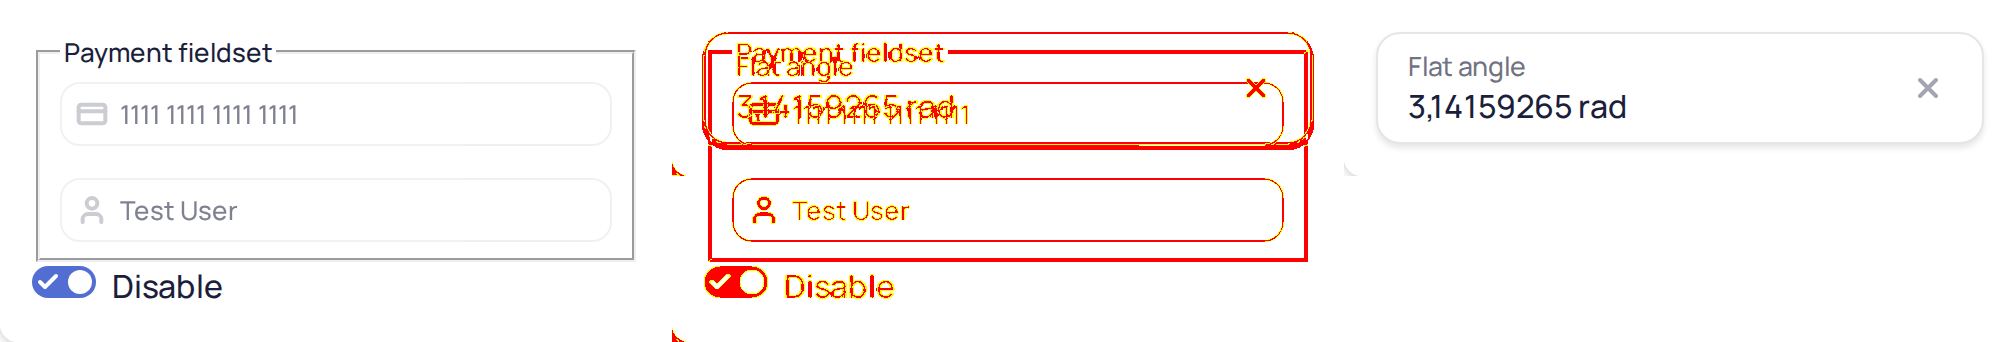 Payment fieldset
1111 1111 1111 1111
Test User
Disable
Payment fieldset
Flat angle
3,14159265 rad
1111 1111 1111 1111
Test User
Disable
Flat angle
3,14159265 rad